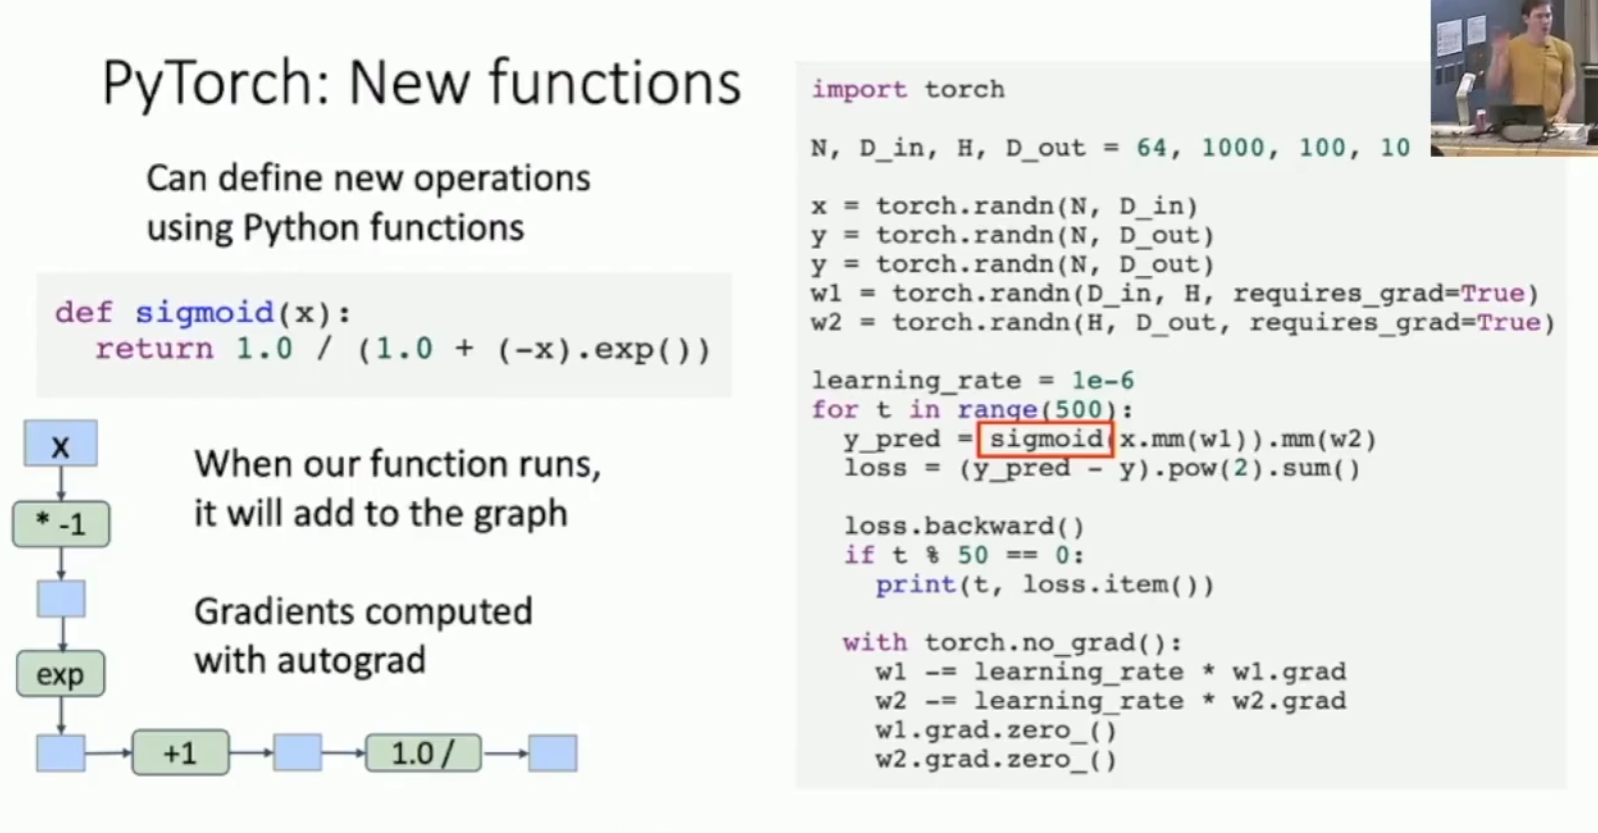 PyTorch: New functions
Can define new operations
using Python functions
def sigmoid(x):
  return 1.0 / (1.0 + (-x).exp())
x
* -1
exp
+1
1.0 /
When our function runs,
it will add to the graph
Gradients computed
with autograd
import torch
N, D_in, H, D_out = 64, 1000, 100, 10
x = torch.randn(N, D_in)
y = torch.randn(N, D_out)
y = torch.randn(N, D_out)
w1 = torch.randn(D_in, H, requires_grad=True)
w2 = torch.randn(H, D_out, requires_grad=True)
learning_rate = 1e-6
for t in range(500):
  y_pred = sigmoid(x.mm(w1)).mm(w2)
  loss = (y_pred - y).pow(2).sum()
  loss.backward()
  if t % 50 == 0:
    print(t, loss.item())
  with torch.no_grad():
    w1 -= learning_rate * w1.grad
    w2 -= learning_rate * w2.grad
    w1.grad.zero_()
    w2.grad.zero_()